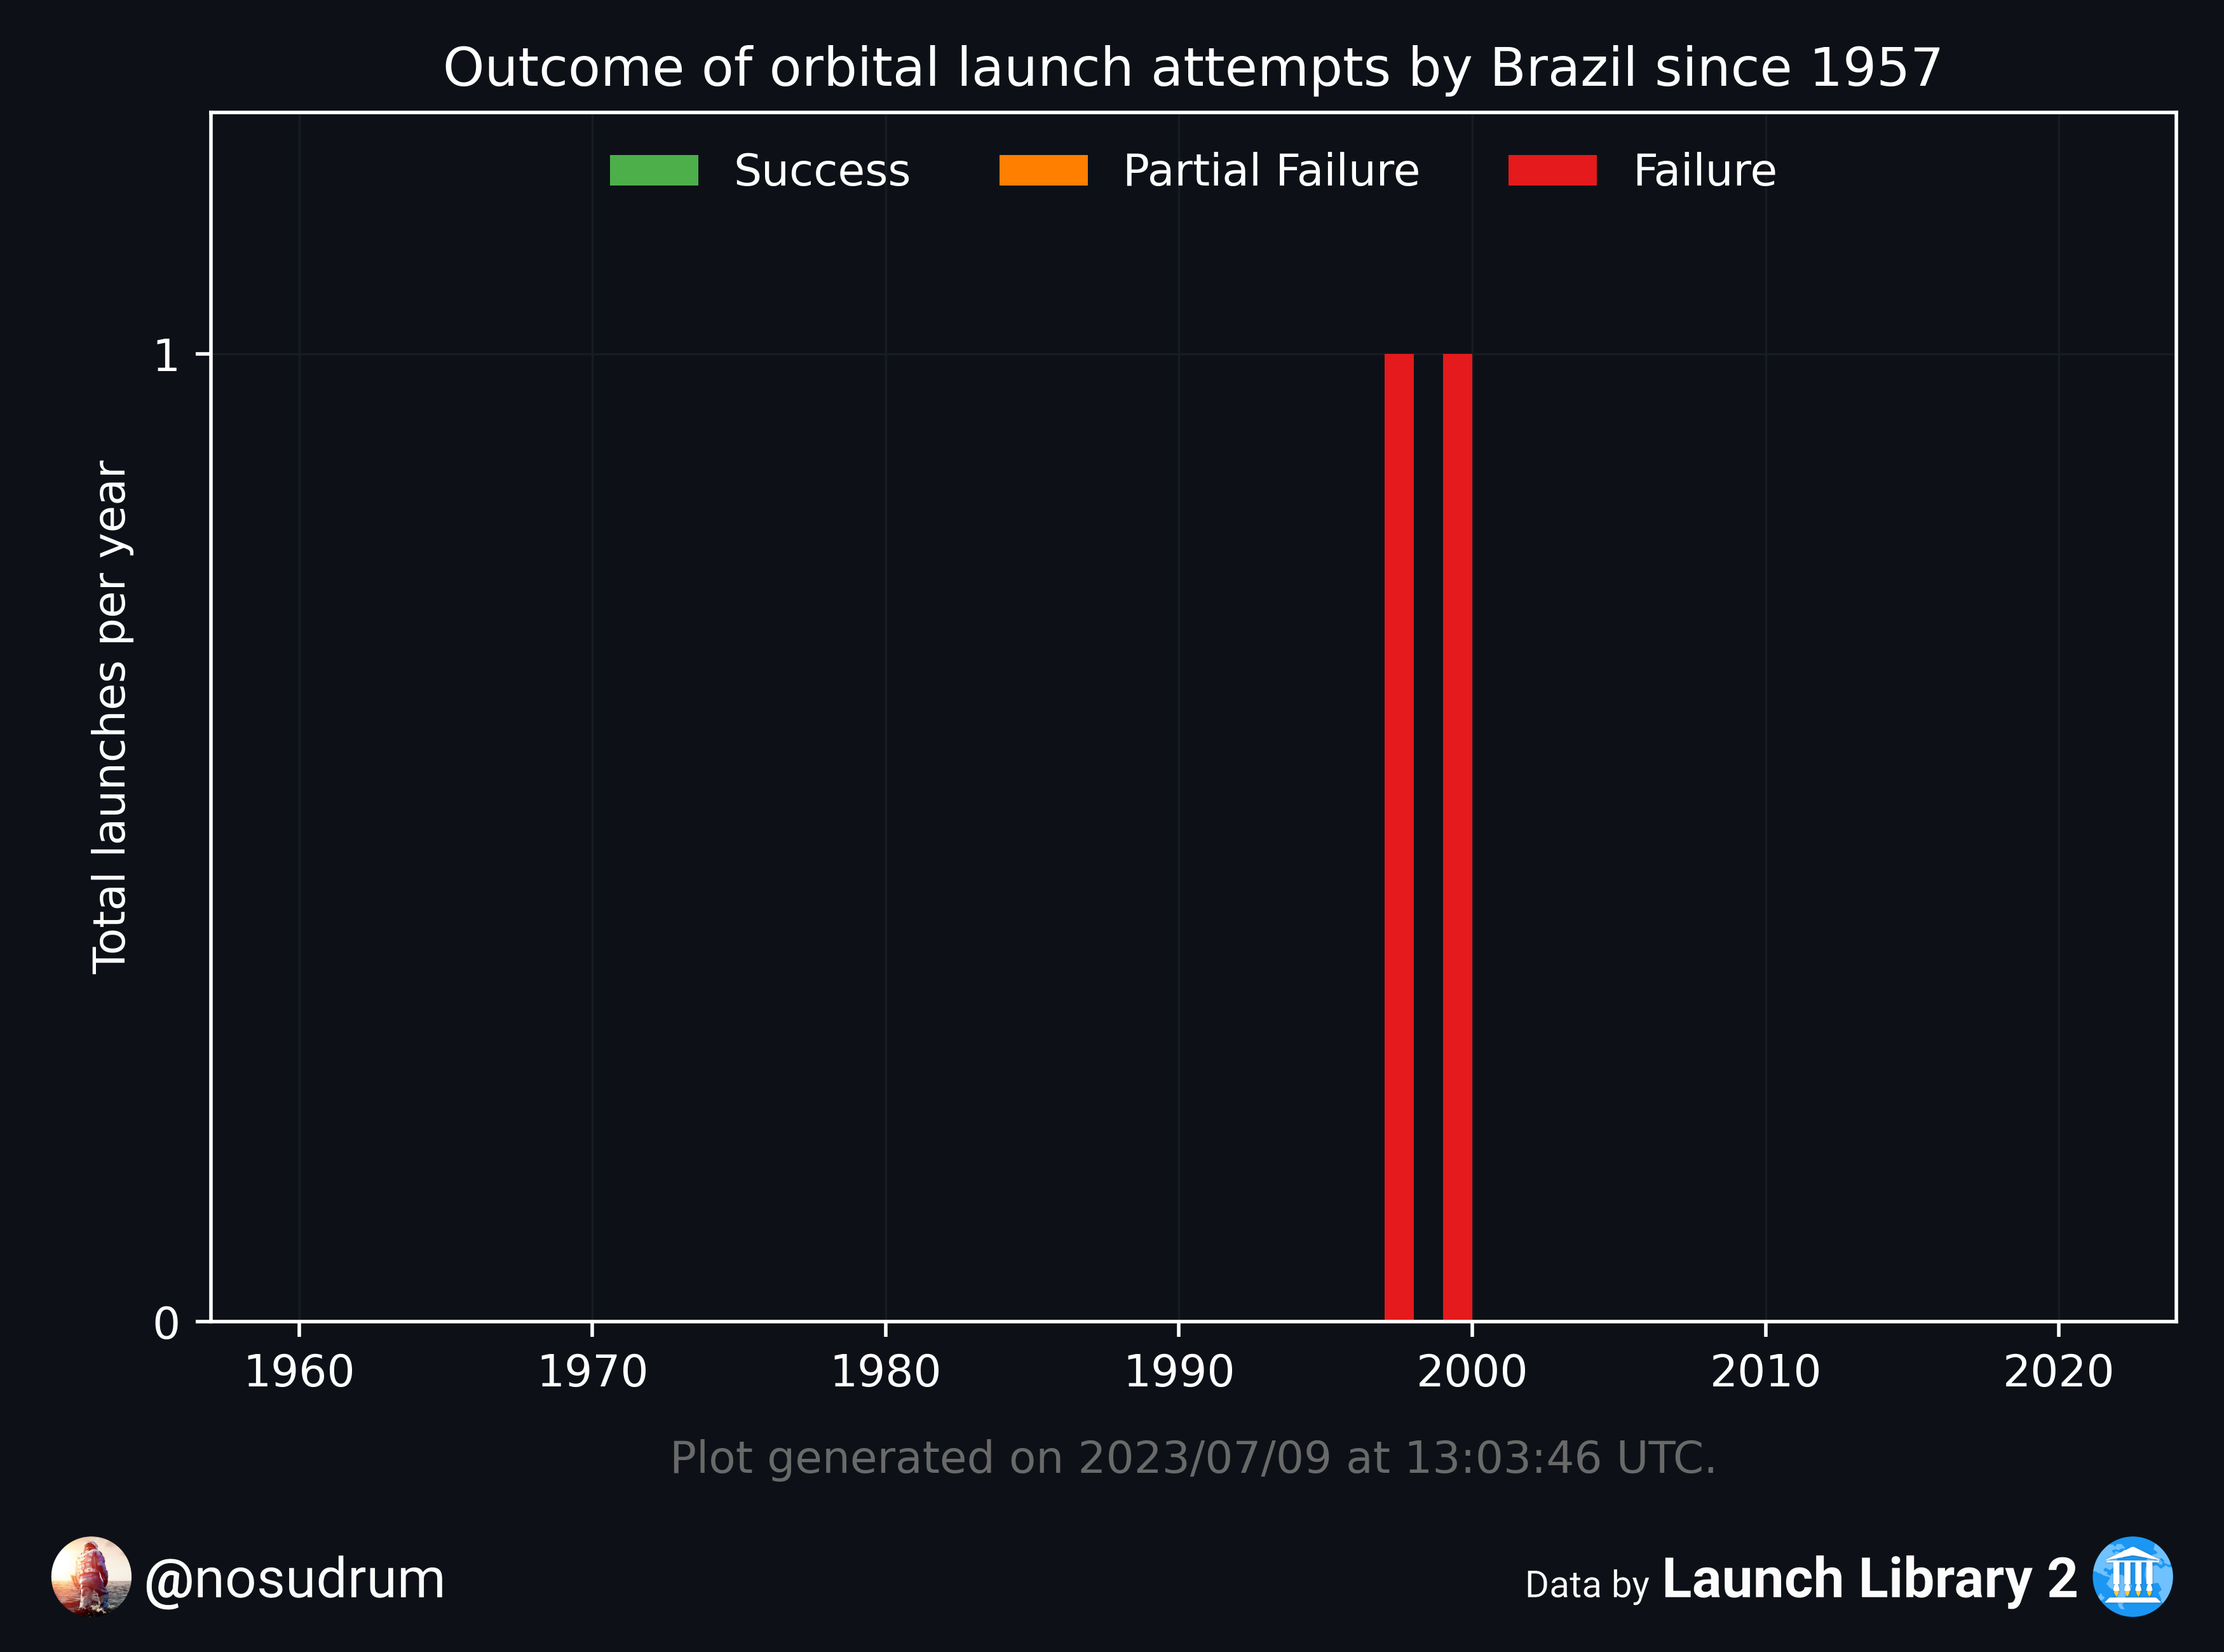 Outcome of orbital launch attempts by Brazil since 1957
Success Partial Failure Failure
Total launches per year
1
0
1960 1970 1980 1990 2000 2010 2020
Plot generated on 2023/07/09 at 13:03:46 UTC.
@nosudrum
Data by Launch Library 2